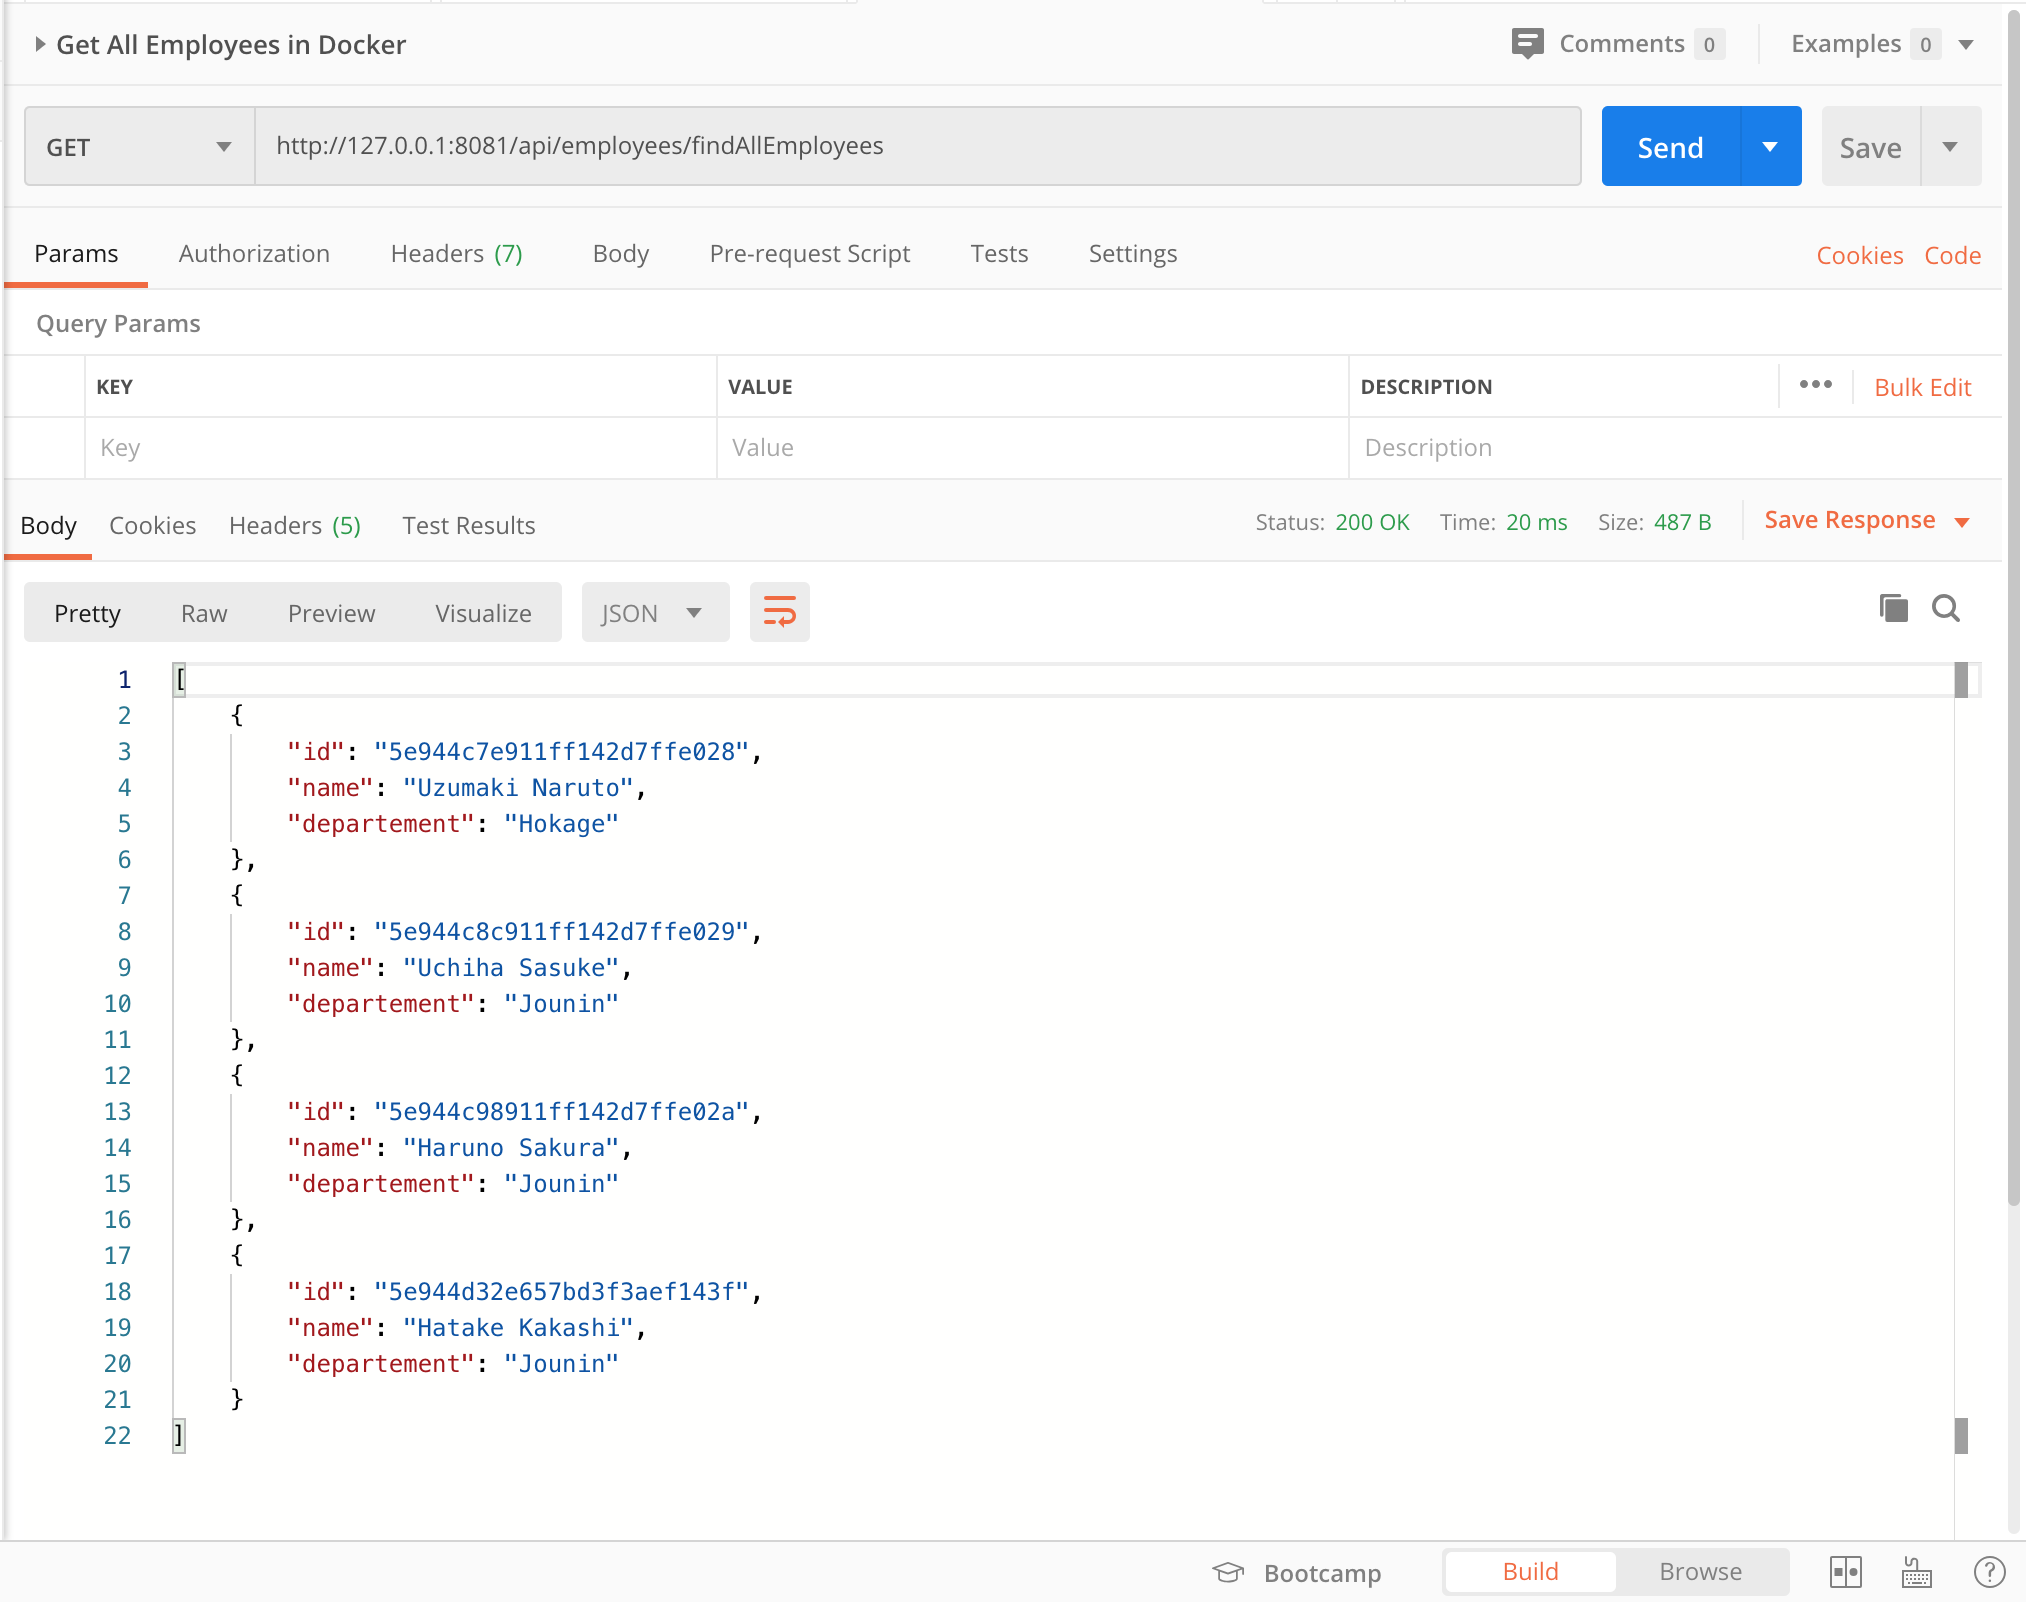 Get All Employees in Docker Comments 0 Examples 0
GET http://127.0.0.1:8081/api/employees/findAllEmployees Send Save
Params Authorization Headers (7) Body Pre-request Script Tests Settings Cookies Code
Query Params
KEY VALUE DESCRIPTION ••• Bulk Edit
Key Value Description
Body Cookies Headers (5) Test Results Status: 200 OK Time: 20 ms Size: 487 B Save Response
Pretty Raw Preview Visualize JSON
1 [
2 {
3 "id": "5e944c7e911ff142d7ffe028",
4 "name": "Uzumaki Naruto",
5 "departement": "Hokage"
6 },
7 {
8 "id": "5e944c8c911ff142d7ffe029",
9 "name": "Uchiha Sasuke",
10 "departement": "Jounin"
11 },
12 {
13 "id": "5e944c98911ff142d7ffe02a",
14 "name": "Haruno Sakura",
15 "departement": "Jounin"
16 },
17 {
18 "id": "5e944d32e657bd3f3aef143f",
19 "name": "Hatake Kakashi",
20 "departement": "Jounin"
21 }
22 ]
Bootcamp Build Browse ?